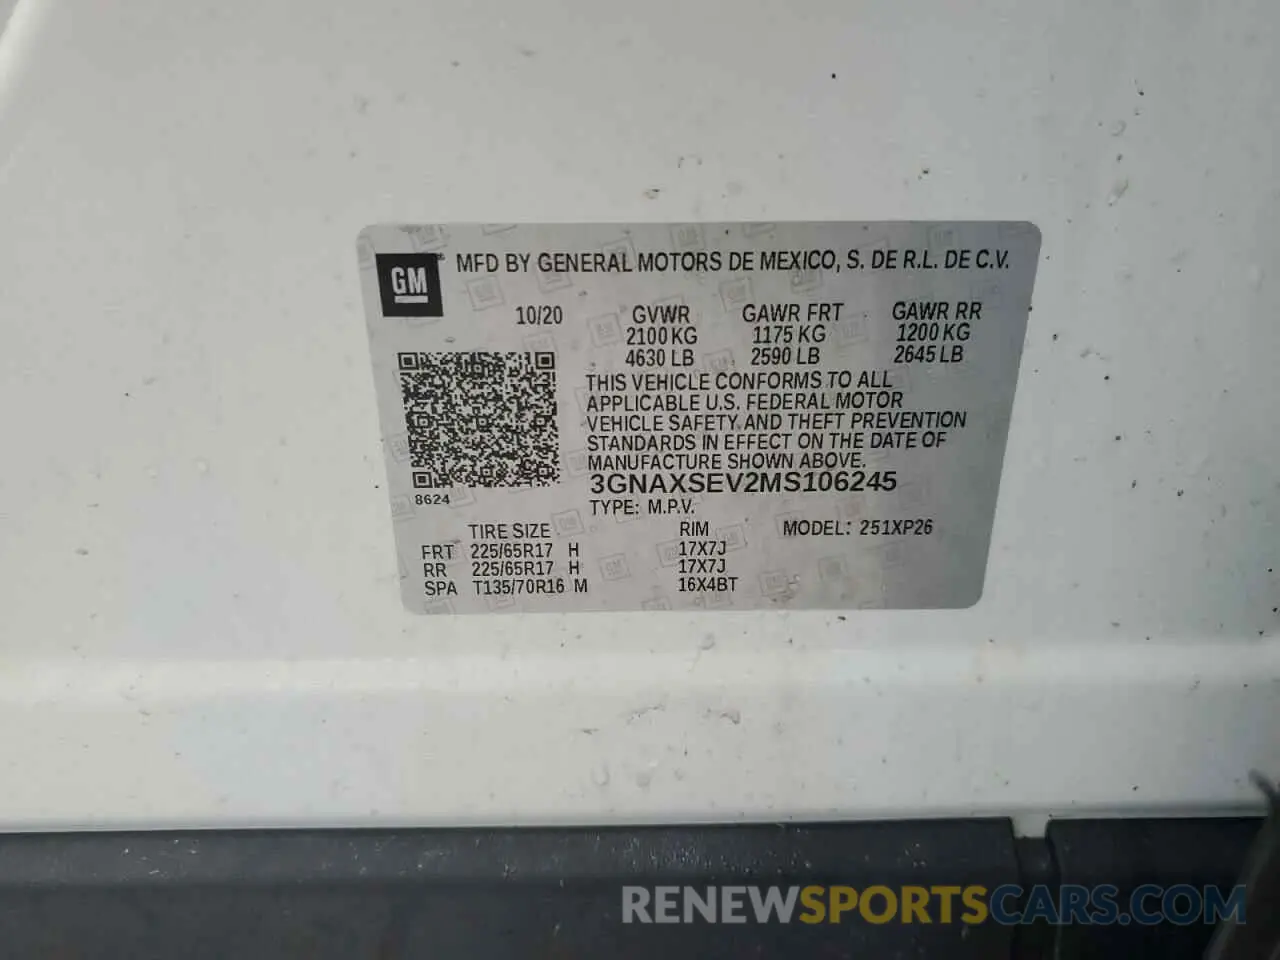 GM
MFD BY GENERAL MOTORS DE MEXICO, S. DE R.L. DE C.V.
10/20 GVWR GAWR FRT GAWR RR
2100 KG 1175 KG 1200 KG
4630 LB 2590 LB 2645 LB
THIS VEHICLE CONFORMS TO ALL
APPLICABLE U.S. FEDERAL MOTOR
VEHICLE SAFETY AND THEFT PREVENTION
STANDARDS IN EFFECT ON THE DATE OF
MANUFACTURE SHOWN ABOVE.
3GNAXSEV2MS106245
8624
TYPE: M.P.V.
TIRE SIZE RIM MODEL: 251XP26
FRT 225/65R17 H 17X7J
RR 225/65R17 H 17X7J
SPA T135/70R16 M 16X4BT
RENEWSPORTSCARS.COM